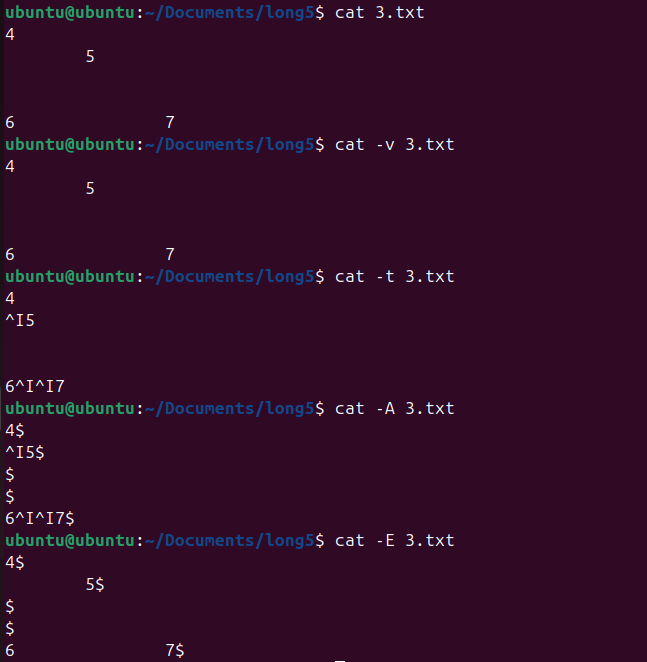 ubuntu@ubuntu:~/Documents/long5$ cat 3.txt
4
        5


6               7
ubuntu@ubuntu:~/Documents/long5$ cat -v 3.txt
4
        5


6               7
ubuntu@ubuntu:~/Documents/long5$ cat -t 3.txt
4
^I5


6^I^I7
ubuntu@ubuntu:~/Documents/long5$ cat -A 3.txt
4$
^I5$
$
$
6^I^I7$
ubuntu@ubuntu:~/Documents/long5$ cat -E 3.txt
4$
        5$
$
$
6               7$